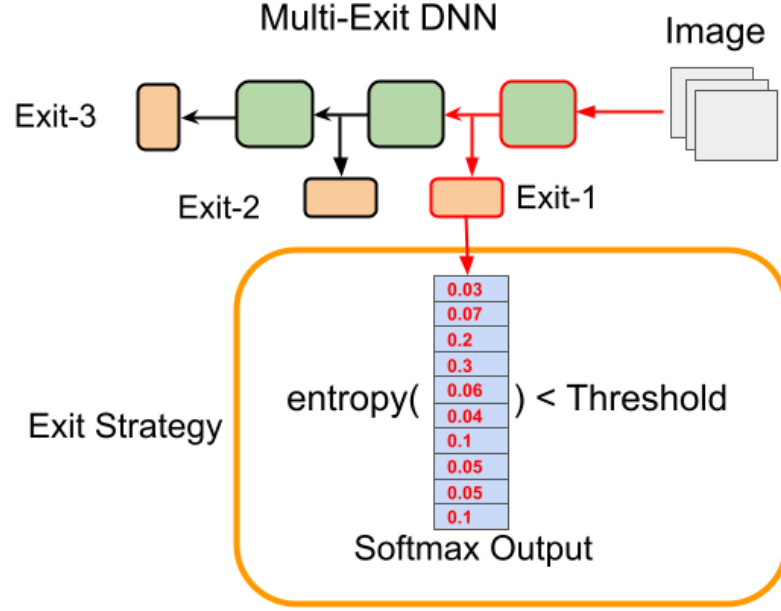 Multi-Exit DNN
Image
Exit-3
Exit-2
Exit-1
0.03
0.07
0.2
0.3
0.06
0.04
0.1
0.05
0.05
0.1
entropy( ) < Threshold
Exit Strategy
Softmax Output